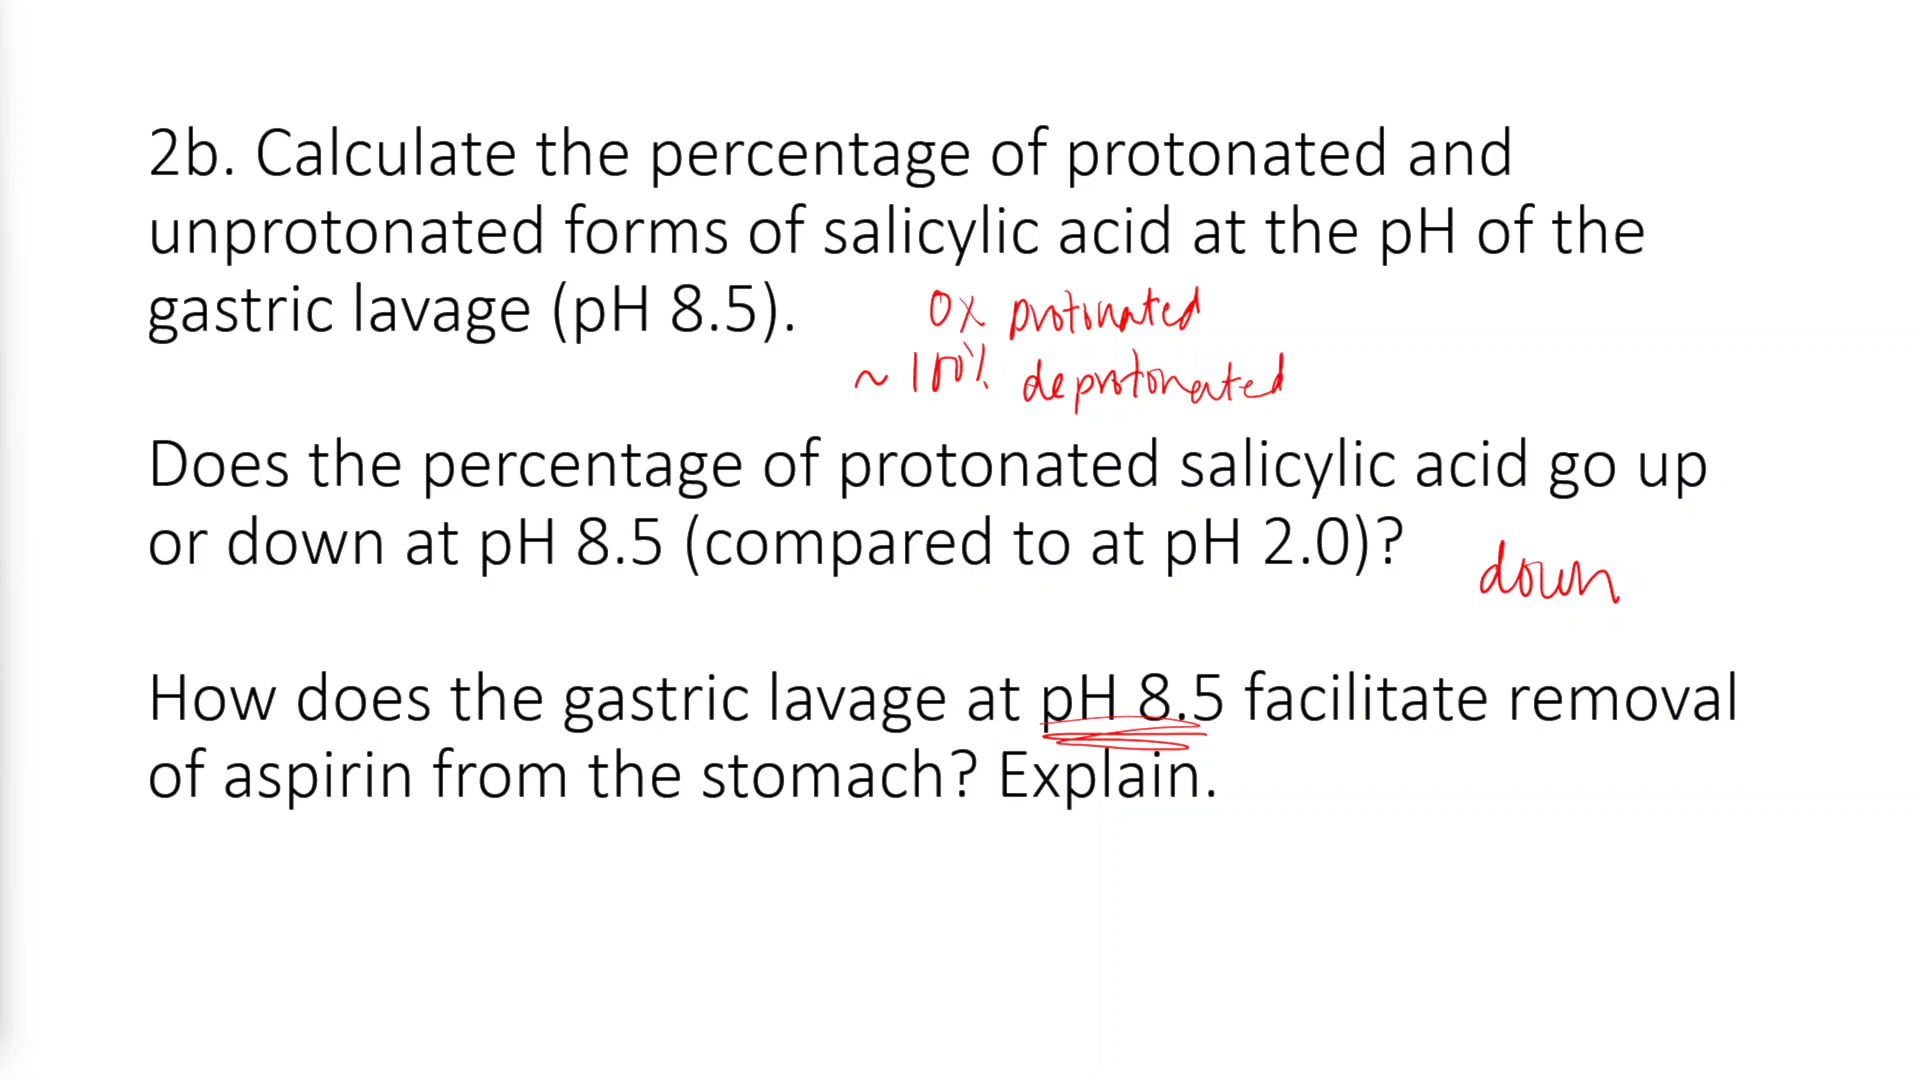 2b. Calculate the percentage of protonated and
unprotonated forms of salicylic acid at the pH of the
gastric lavage (pH 8.5).
0% protonated
~100% deprotonated
Does the percentage of protonated salicylic acid go up
or down at pH 8.5 (compared to at pH 2.0)?
down
How does the gastric lavage at pH 8.5 facilitate removal
of aspirin from the stomach? Explain.